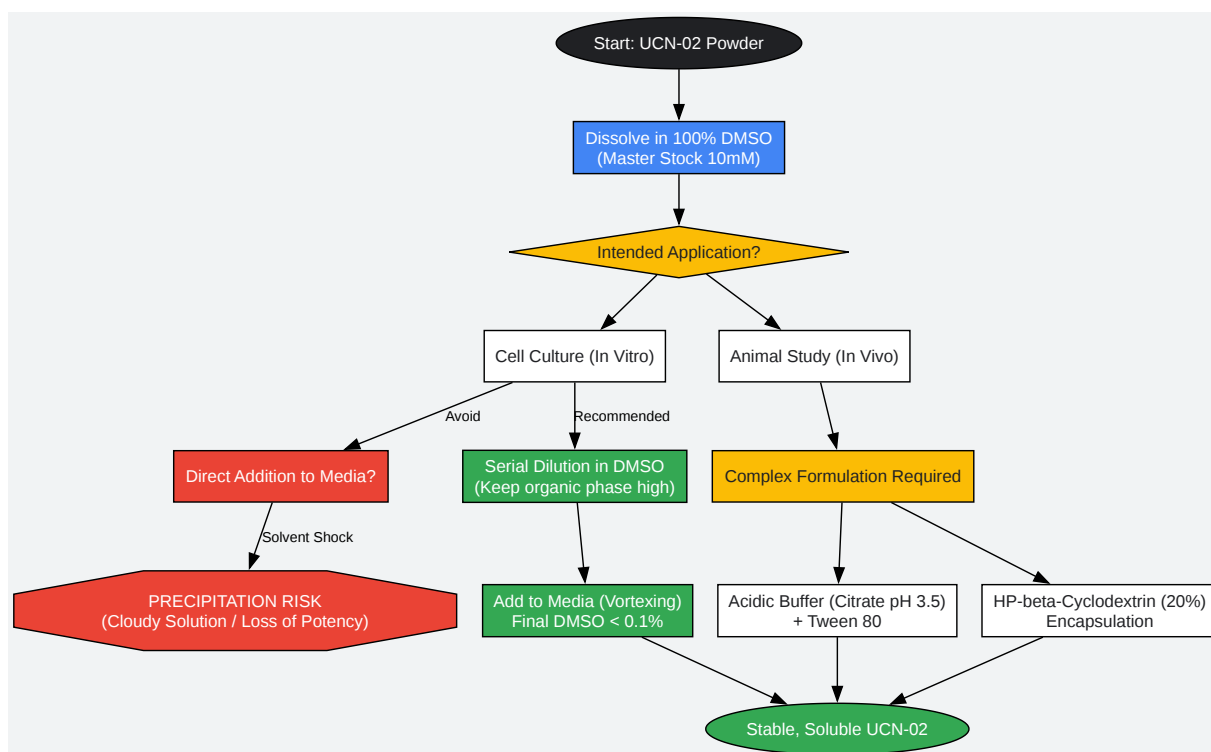 Start: UCN-02 Powder
Dissolve in 100% DMSO
(Master Stock 10mM)
Intended Application?
Cell Culture (In Vitro)
Animal Study (In Vivo)
Avoid
Recommended
Direct Addition to Media?
Serial Dilution in DMSO
(Keep organic phase high)
Complex Formulation Required
Solvent Shock
PRECIPITATION RISK
(Cloudy Solution / Loss of Potency)
Add to Media (Vortexing)
Final DMSO < 0.1%
Acidic Buffer (Citrate pH 3.5)
+ Tween 80
HP-beta-Cyclodextrin (20%)
Encapsulation
Stable, Soluble UCN-02